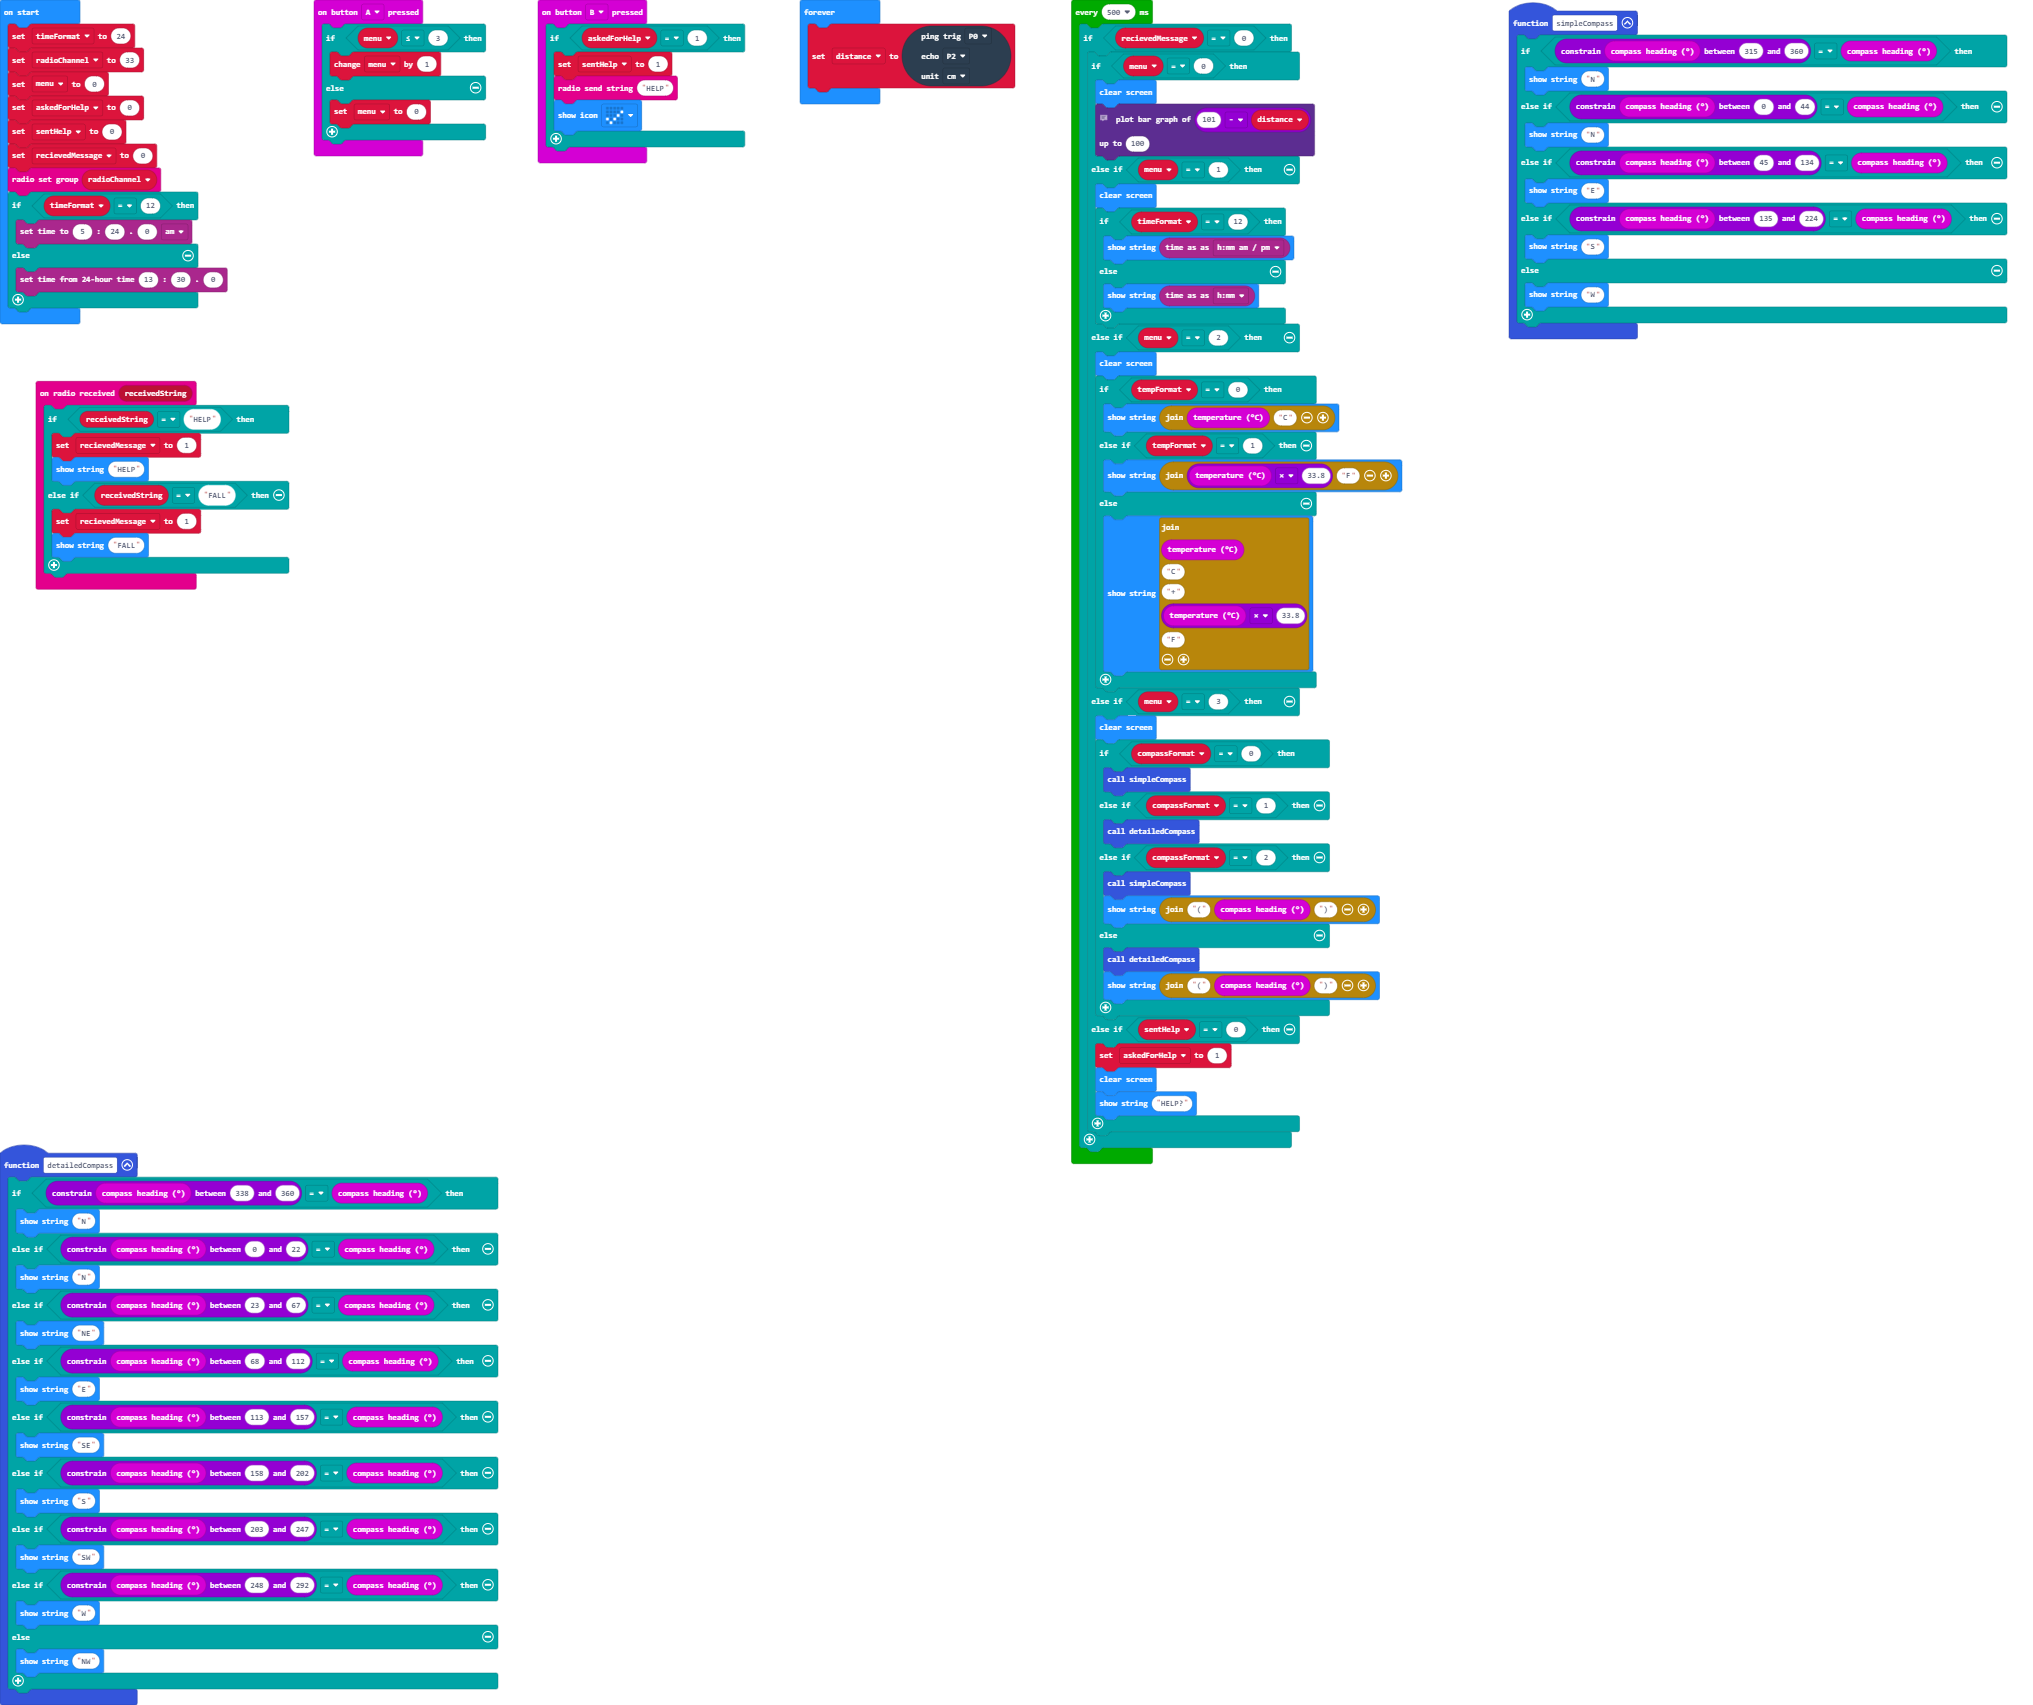 on start
set timeFormat to 24
set radioChannel to 33
set menu to 0
set askedForHelp to 0
set sentHelp to 0
set recievedMessage to 0
radio set group radioChannel
if timeFormat = 12 then
set time to 5 : 24 . 0 am
else
set time from 24-hour time 13 : 30 . 0
on button A pressed
if menu ≤ 3 then
change menu by 1
else
set menu to 0
on button B pressed
if askedForHelp = 1 then
set sentHelp to 1
radio send string "HELP"
show icon
forever
set distance to
ping trig P0
echo P2
unit cm
every 500 ms
if recievedMessage = 0 then
if menu = 0 then
clear screen
plot bar graph of 101 - distance
up to 100
else if menu = 1 then
clear screen
if timeFormat = 12 then
show string time as as h:mm am / pm
else
show string time as as h:mm
else if menu = 2 then
clear screen
if tempFormat = 0 then
show string join temperature (°C) "C"
else if tempFormat = 1 then
show string join temperature (°C) × 33.8 "F"
else
show string
join
temperature (°C)
"C"
"+"
temperature (°C) × 33.8
"F"
else if menu = 3 then
clear screen
if compassFormat = 0 then
call simpleCompass
else if compassFormat = 1 then
call detailedCompass
else if compassFormat = 2 then
call simpleCompass
show string join "(" compass heading (°) ")"
else
call detailedCompass
show string join "(" compass heading (°) ")"
else if sentHelp = 0 then
set askedForHelp to 1
clear screen
show string "HELP?"
function simpleCompass
if constrain compass heading (°) between 315 and 360 = compass heading (°) then
show string "N"
else if constrain compass heading (°) between 0 and 44 = compass heading (°) then
show string "N"
else if constrain compass heading (°) between 45 and 134 = compass heading (°) then
show string "E"
else if constrain compass heading (°) between 135 and 224 = compass heading (°) then
show string "S"
else
show string "W"
on radio received receivedString
if receivedString = "HELP" then
set recievedMessage to 1
show string "HELP"
else if receivedString = "FALL" then
set recievedMessage to 1
show string "FALL"
function detailedCompass
if constrain compass heading (°) between 338 and 360 = compass heading (°) then
show string "N"
else if constrain compass heading (°) between 0 and 22 = compass heading (°) then
show string "N"
else if constrain compass heading (°) between 23 and 67 = compass heading (°) then
show string "NE"
else if constrain compass heading (°) between 68 and 112 = compass heading (°) then
show string "E"
else if constrain compass heading (°) between 113 and 157 = compass heading (°) then
show string "SE"
else if constrain compass heading (°) between 158 and 202 = compass heading (°) then
show string "S"
else if constrain compass heading (°) between 203 and 247 = compass heading (°) then
show string "SW"
else if constrain compass heading (°) between 248 and 292 = compass heading (°) then
show string "W"
else
show string "NW"